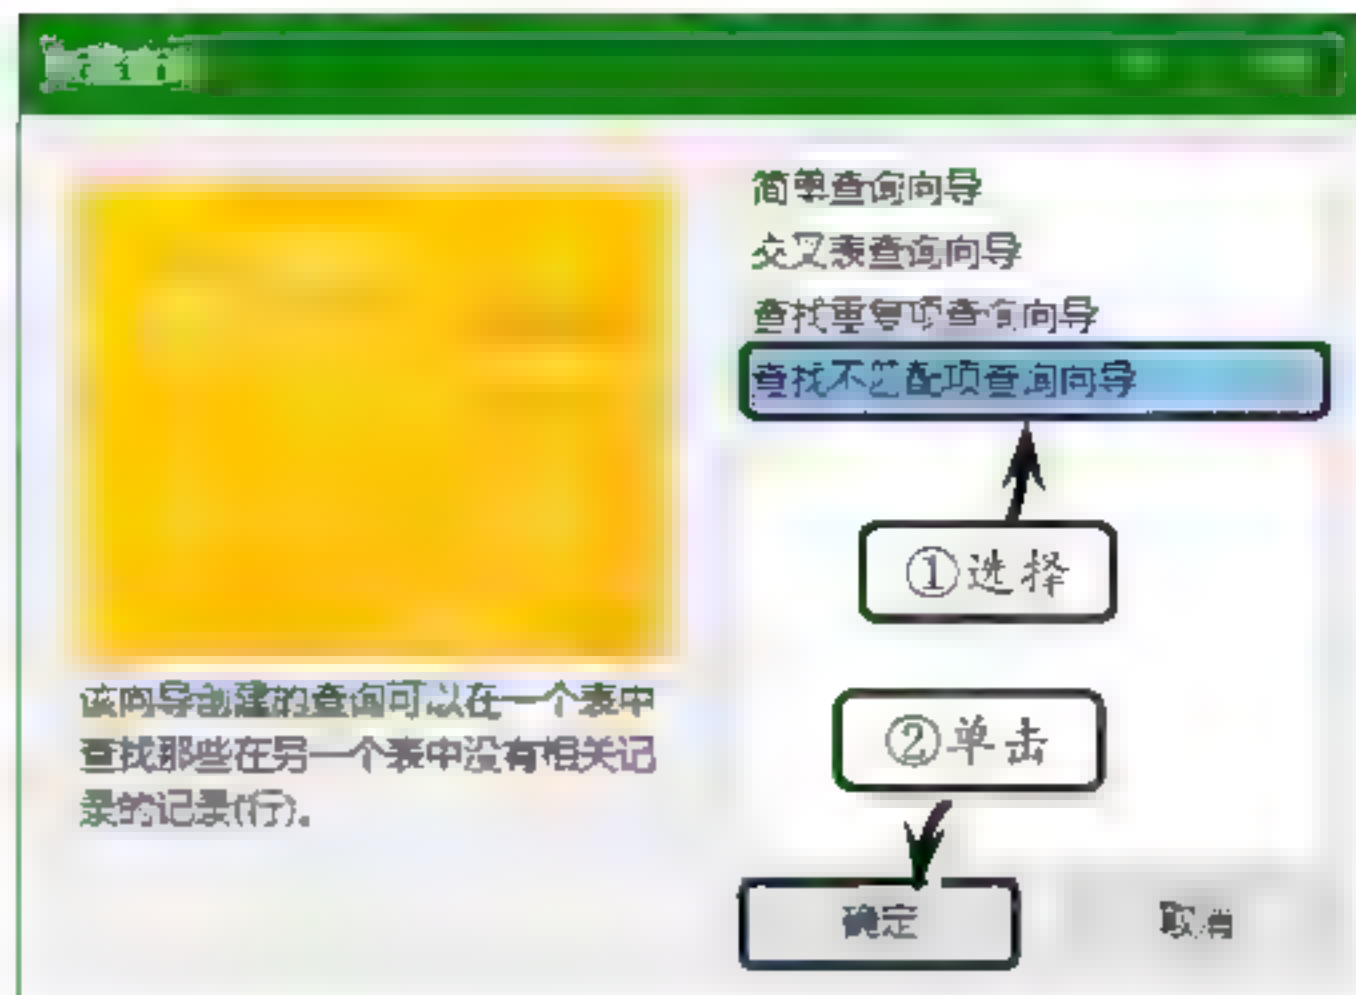 简单查询向导
交叉表查询向导
查找重复项查询向导
查找不匹配项查询向导
①选择
②单击
该向导创建的查询可以在一个表中
查找那些在另一个表中没有相关记
录的记录(行)。
确定
取消